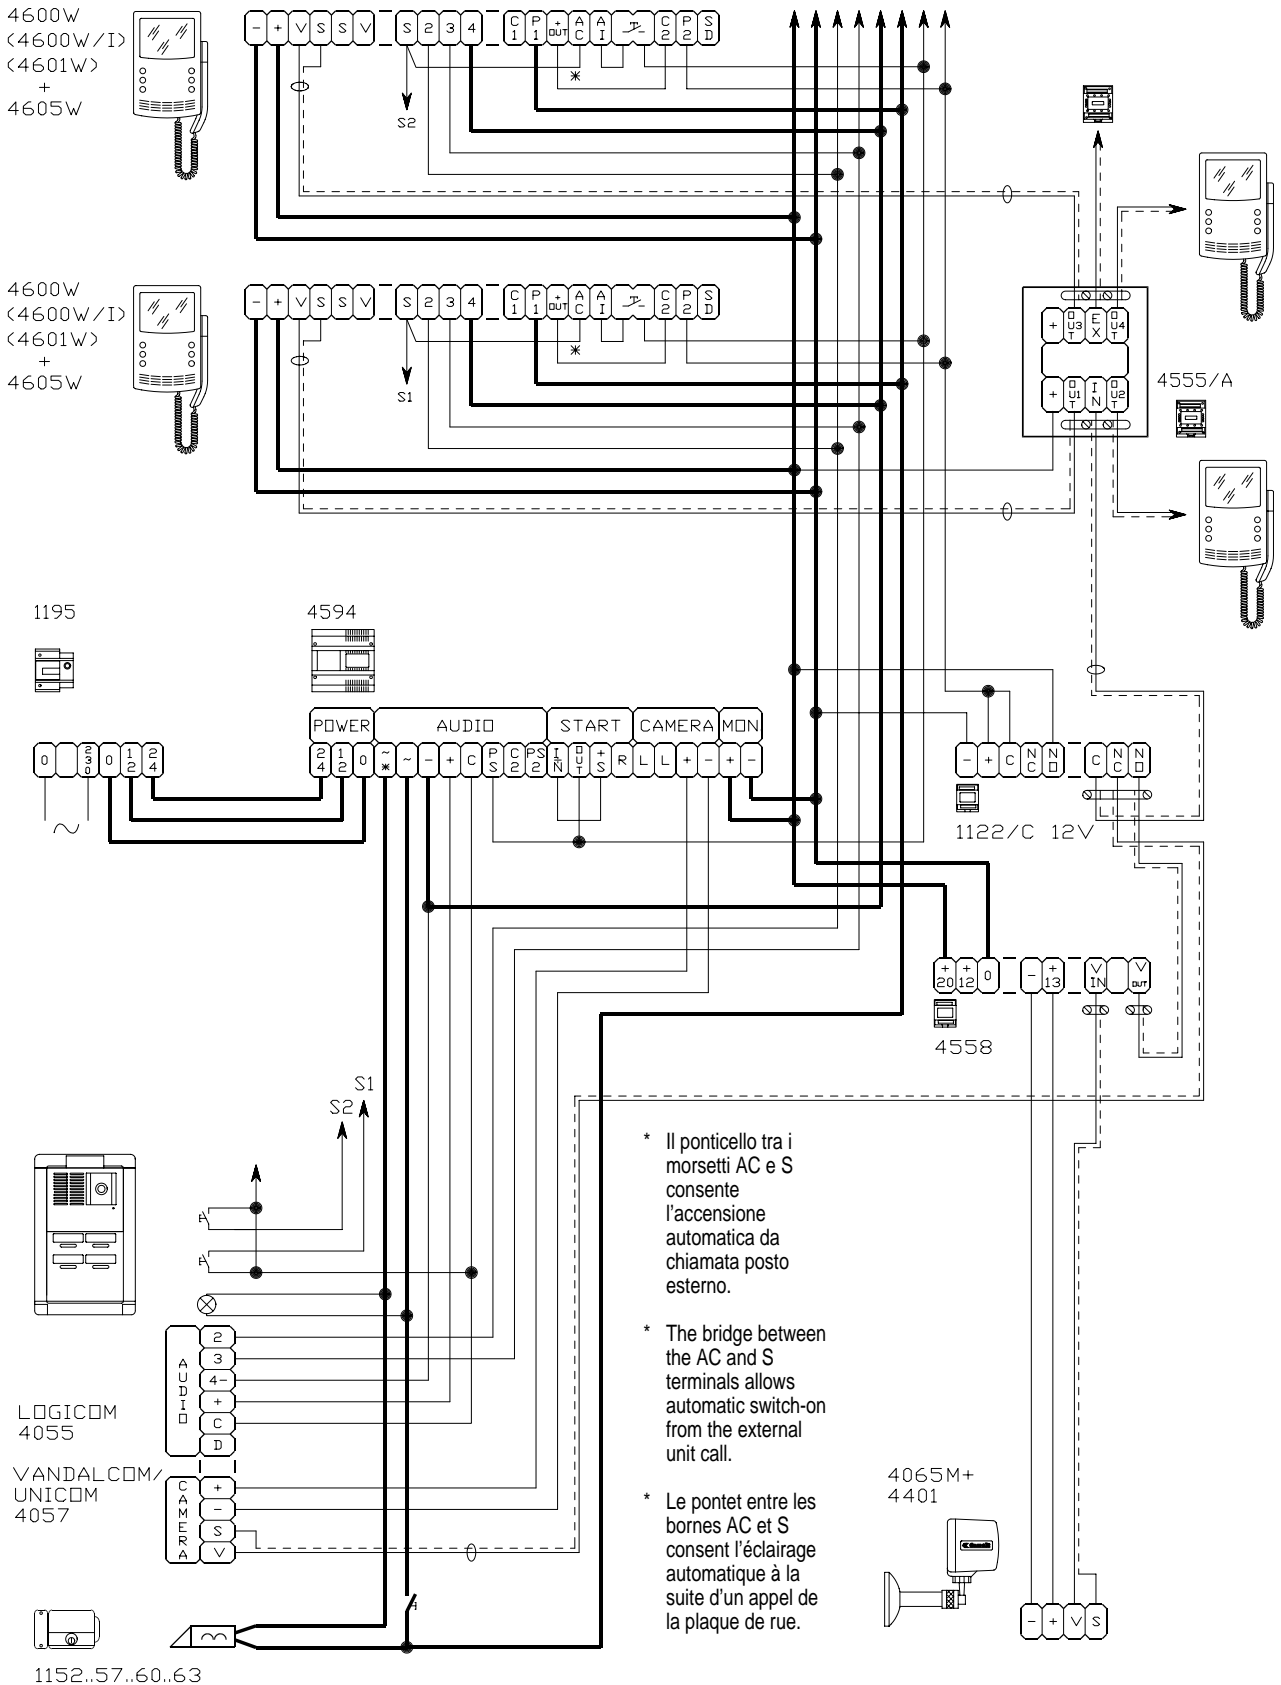 4600W
(4600W/I)
(4601W)
+
4605W
- + V S S V S 2 3 4 C1 P1 +OUT AC AI C2 P2 SD
*
S2
4600W
(4600W/I)
(4601W)
+
4605W
- + V S S V S 2 3 4 C1 P1 +OUT AC AI C2 P2 SD
*
S1
+ OUT3 EX OUT4
+ OUT1 IN OUT2
4555/A
1195
4594
POWER AUDIO START CAMERA MON
0 230 0 12 24
24 12 0 ~* ~ - + C PS C2 PS2 IN OUT +S R L L + - + -
~
- + C NC NO C NC NO
1122/C 12V
+20 +12 0 - +13 VIN VOUT
4558
S1
S2
AUDIO
2
3
4-
+
C
D
LOGICOM
4055
VANDALCOM/
UNICOM
4057
CAMERA
+
-
S
V
1152..57..60..63
* Il ponticello tra i
morsetti AC e S
consente
l'accensione
automatica da
chiamata posto
esterno.
* The bridge between
the AC and S
terminals allows
automatic switch-on
from the external
unit call.
* Le pontet entre les
bornes AC et S
consent l'éclairage
automatique à la
suite d'un appel de
la plaque de rue.
4065M+
4401
- + V S